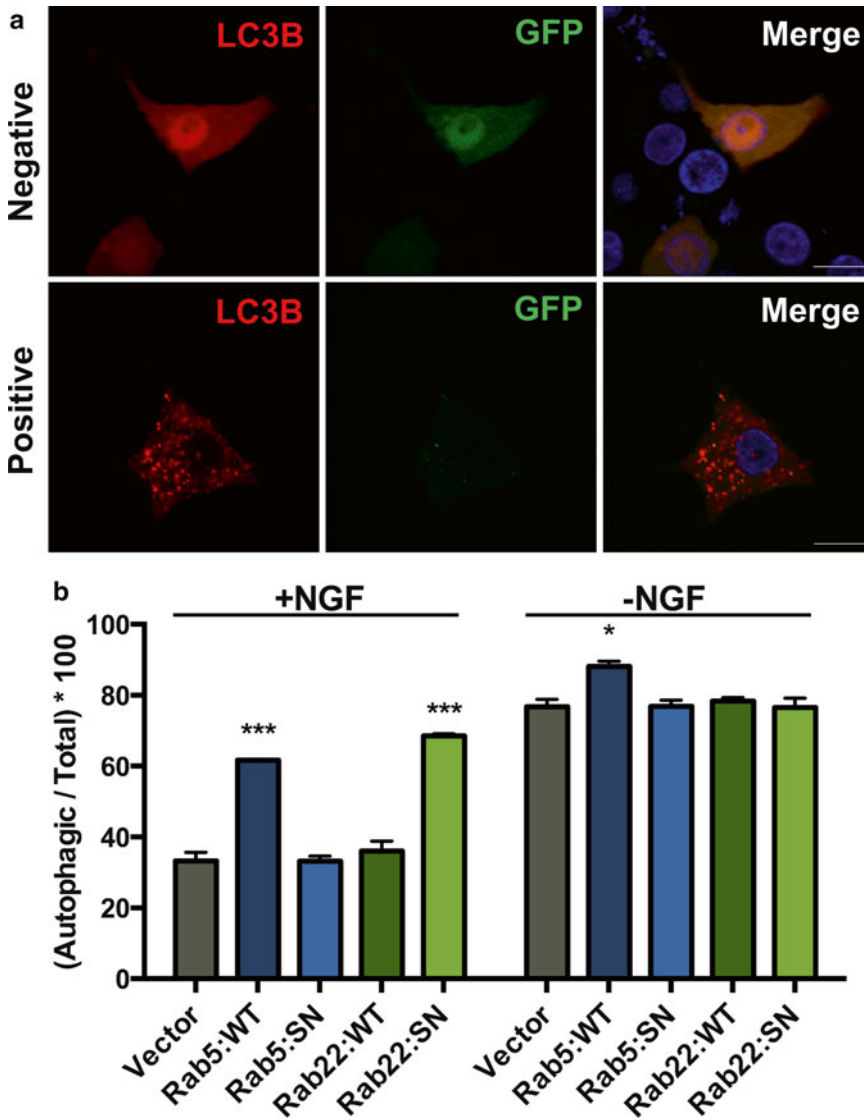 a
LC3B GFP Merge
Negative
LC3B GFP Merge
Positive
b
+NGF -NGF
(Autophagic / Total) * 100
100
80
60
40
20
0
*** *** *
Vector Rab5:WT Rab5:SN Rab22:WT Rab22:SN Vector Rab5:WT Rab5:SN Rab22:WT Rab22:SN